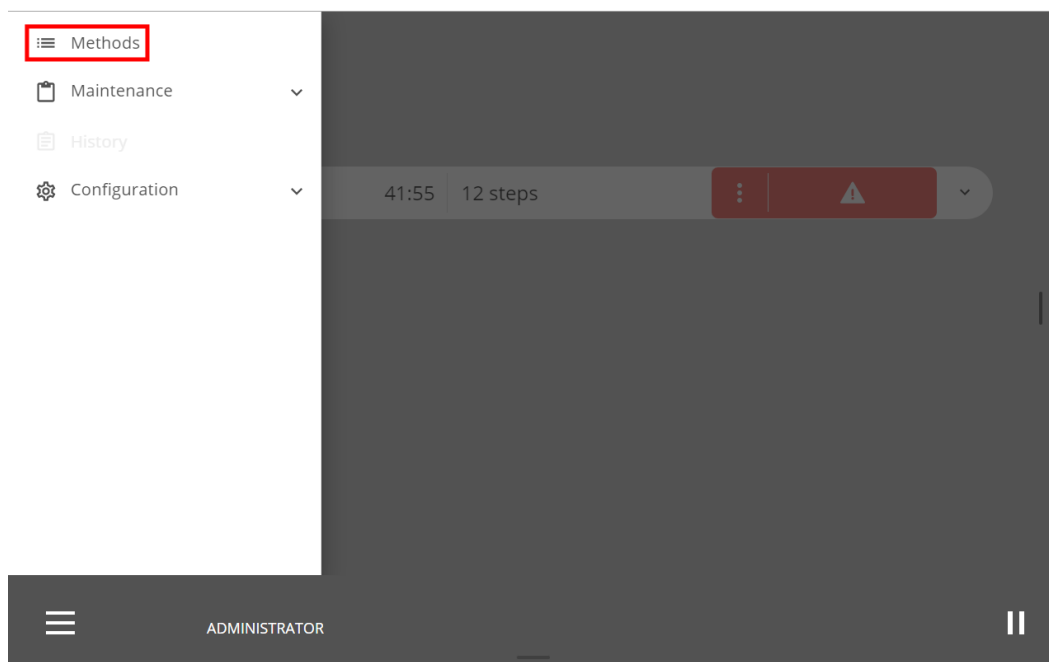 Methods
Maintenance
History
Configuration
41:55 12 steps
ADMINISTRATOR